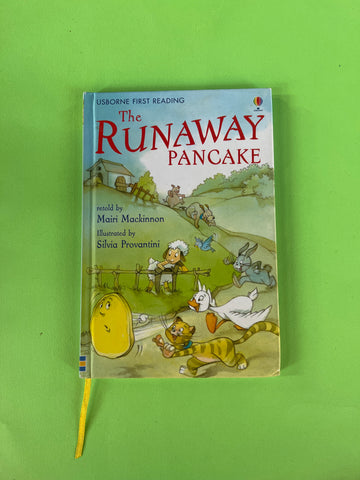 USBORNE FIRST READING
The
RUNAWAY
PANCAKE
retold by
Mairi Mackinnon
Illustrated by
Silvia Provantini